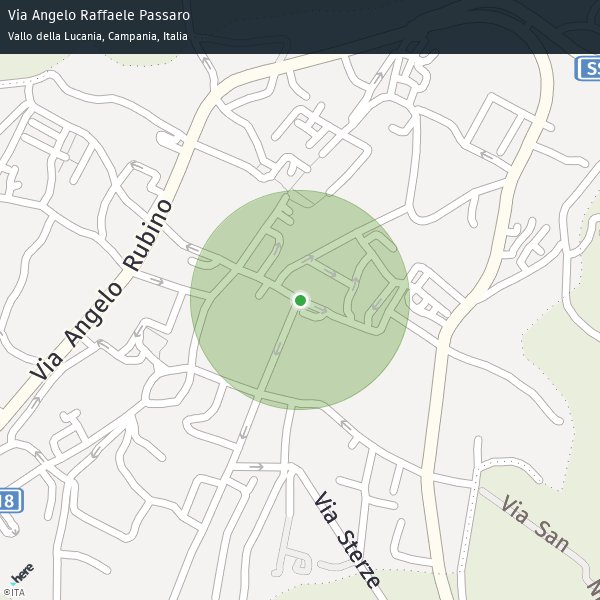 Via Angelo Raffaele Passaro
Vallo della Lucania, Campania, Italia
SS
Via Angelo Rubino
18
Via Sterze
Via San
N
here
©ITA